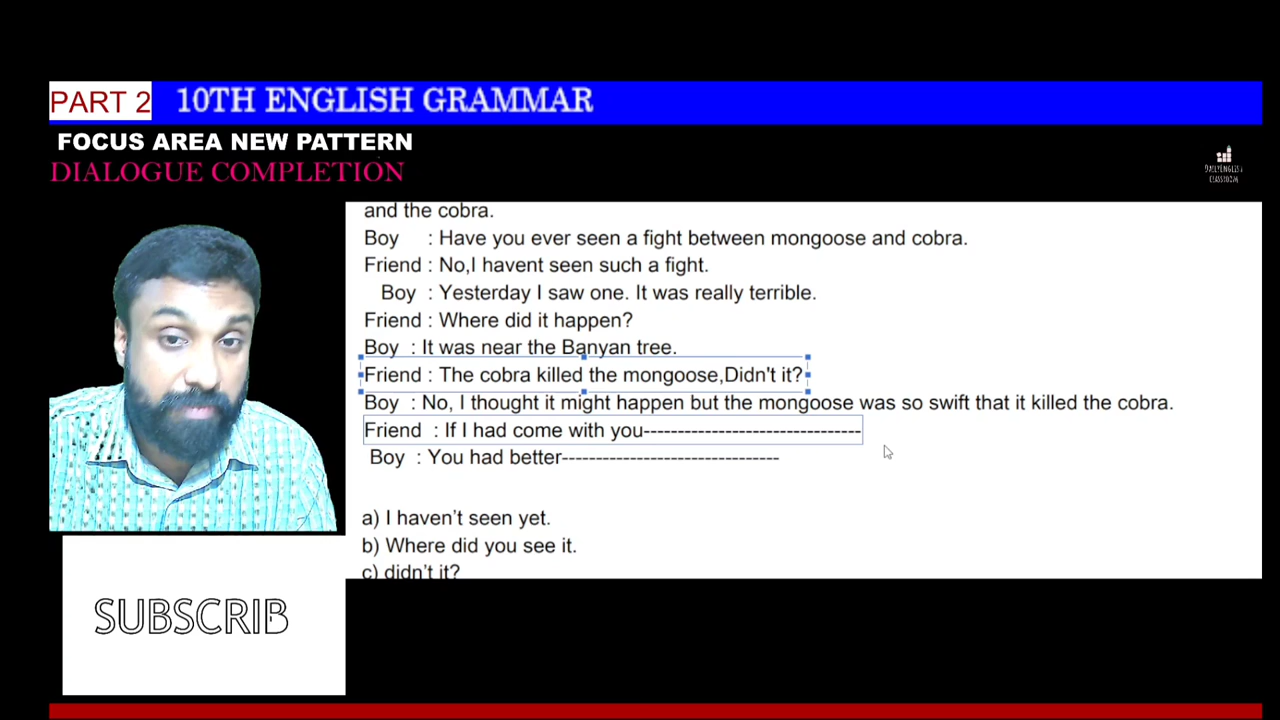 PART 2 10TH ENGLISH GRAMMAR
FOCUS AREA NEW PATTERN
DIALOGUE COMPLETION
DAILY ENGLISH
CLASSROOM
and the cobra.
Boy : Have you ever seen a fight between mongoose and cobra.
Friend : No,I havent seen such a fight.
Boy : Yesterday I saw one. It was really terrible.
Friend : Where did it happen?
Boy : It was near the Banyan tree.
Friend : The cobra killed the mongoose,Didn't it?
Boy : No, I thought it might happen but the mongoose was so swift that it killed the cobra.
Friend : If I had come with you--------------------------------
Boy : You had better--------------------------------
a) I haven't seen yet.
b) Where did you see it.
c) didn't it?
SUBSCRIB